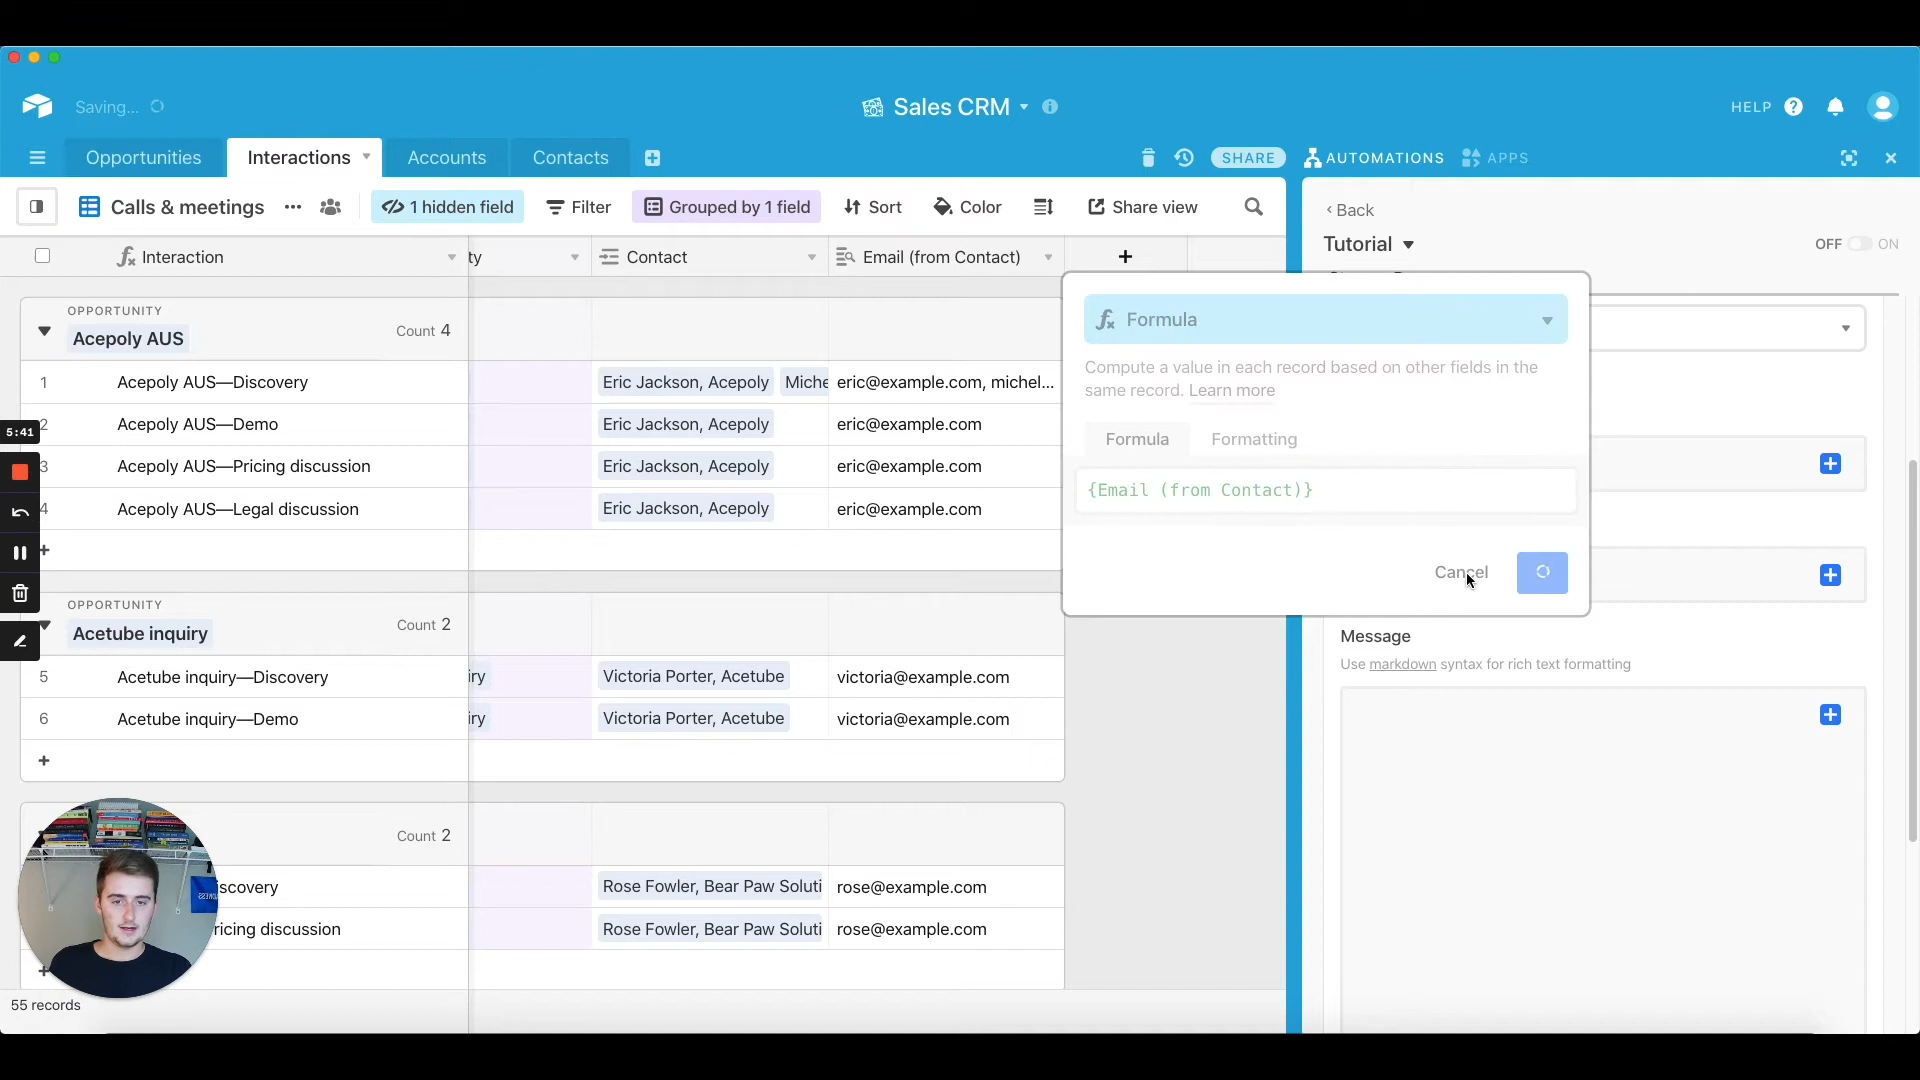 Saving...
Sales CRM
HELP
Opportunities
Interactions
Accounts
Contacts
SHARE
AUTOMATIONS
APPS
Calls & meetings
1 hidden field
Filter
Grouped by 1 field
Sort
Color
Share view
‹ Back
Tutorial
OFF
ON
Interaction
ty
Contact
Email (from Contact)
OPPORTUNITY
Acepoly AUS
Count 4
1
Acepoly AUS—Discovery
Eric Jackson, Acepoly
Miche
eric@example.com, michel...
2
Acepoly AUS—Demo
Eric Jackson, Acepoly
eric@example.com
3
Acepoly AUS—Pricing discussion
Eric Jackson, Acepoly
eric@example.com
4
Acepoly AUS—Legal discussion
Eric Jackson, Acepoly
eric@example.com
5:41
OPPORTUNITY
Acetube inquiry
Count 2
5
Acetube inquiry—Discovery
iry
Victoria Porter, Acetube
victoria@example.com
6
Acetube inquiry—Demo
iry
Victoria Porter, Acetube
victoria@example.com
Count 2
iscovery
Rose Fowler, Bear Paw Soluti
rose@example.com
ricing discussion
Rose Fowler, Bear Paw Soluti
rose@example.com
55 records
Formula
Compute a value in each record based on other fields in the
same record. Learn more
Formula
Formatting
{Email (from Contact)}
Cancel
Message
Use markdown syntax for rich text formatting